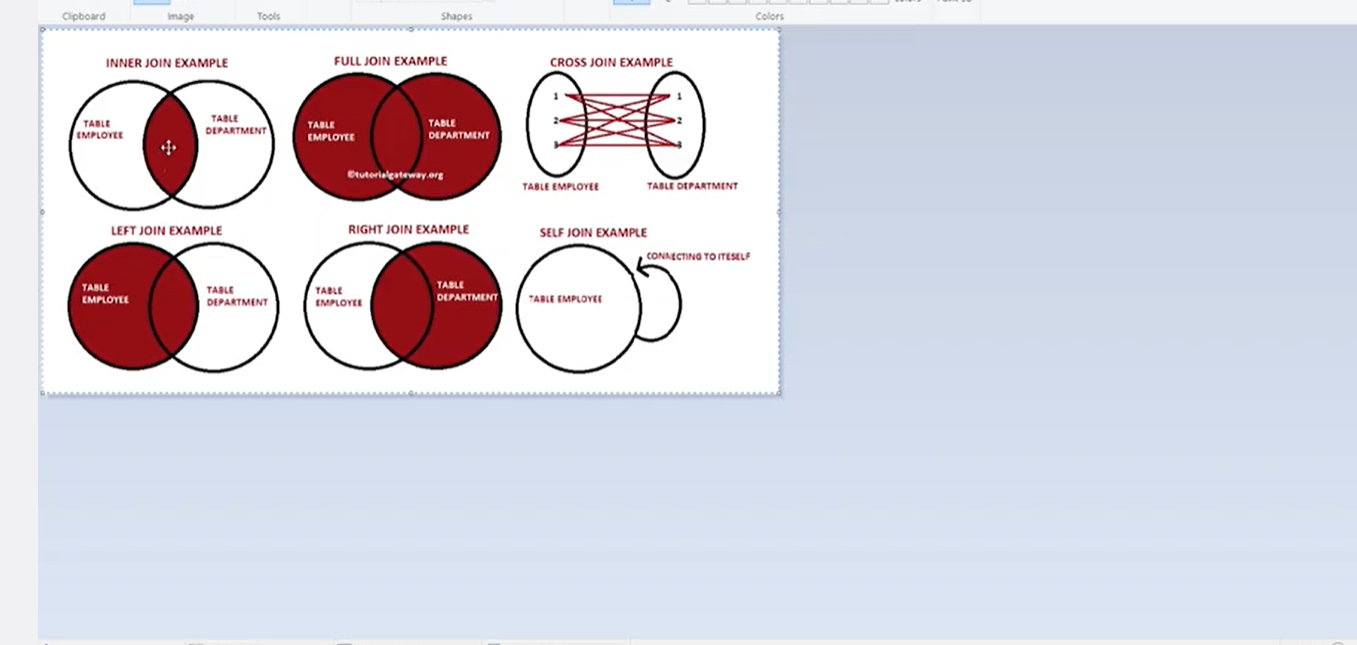 Clipboard
Image
Tools
Shapes
Colors
INNER JOIN EXAMPLE
TABLE
EMPLOYEE
TABLE
DEPARTMENT
FULL JOIN EXAMPLE
TABLE
EMPLOYEE
TABLE
DEPARTMENT
©tutorialgateway.org
CROSS JOIN EXAMPLE
1 1
2 2
3 3
TABLE EMPLOYEE
TABLE DEPARTMENT
LEFT JOIN EXAMPLE
TABLE
EMPLOYEE
TABLE
DEPARTMENT
RIGHT JOIN EXAMPLE
TABLE
EMPLOYEE
TABLE
DEPARTMENT
SELF JOIN EXAMPLE
CONNECTING TO ITESELF
TABLE EMPLOYEE